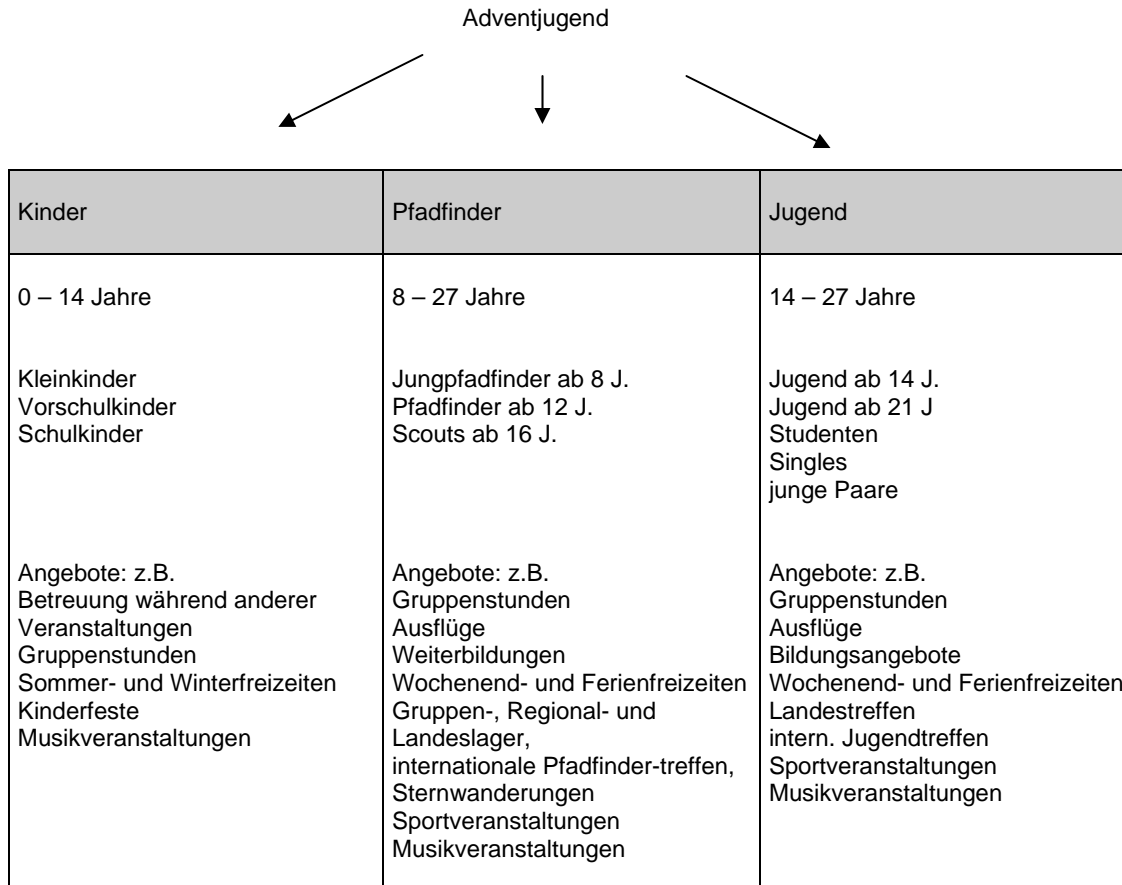 Adventjugend
Kinder
Pfadfinder
Jugend
0 – 14 Jahre
8 – 27 Jahre
14 – 27 Jahre
Kleinkinder
Vorschulkinder
Schulkinder
Jungpfadfinder ab 8 J.
Pfadfinder ab 12 J.
Scouts ab 16 J.
Jugend ab 14 J.
Jugend ab 21 J
Studenten
Singles
junge Paare
Angebote: z.B.
Betreuung während anderer
Veranstaltungen
Gruppenstunden
Sommer- und Winterfreizeiten
Kinderfeste
Musikveranstaltungen
Angebote: z.B.
Gruppenstunden
Ausflüge
Weiterbildungen
Wochenend- und Ferienfreizeiten
Gruppen-, Regional- und
Landeslager,
internationale Pfadfinder-treffen,
Sternwanderungen
Sportveranstaltungen
Musikveranstaltungen
Angebote: z.B.
Gruppenstunden
Ausflüge
Bildungsangebote
Wochenend- und Ferienfreizeiten
Landestreffen
intern. Jugendtreffen
Sportveranstaltungen
Musikveranstaltungen